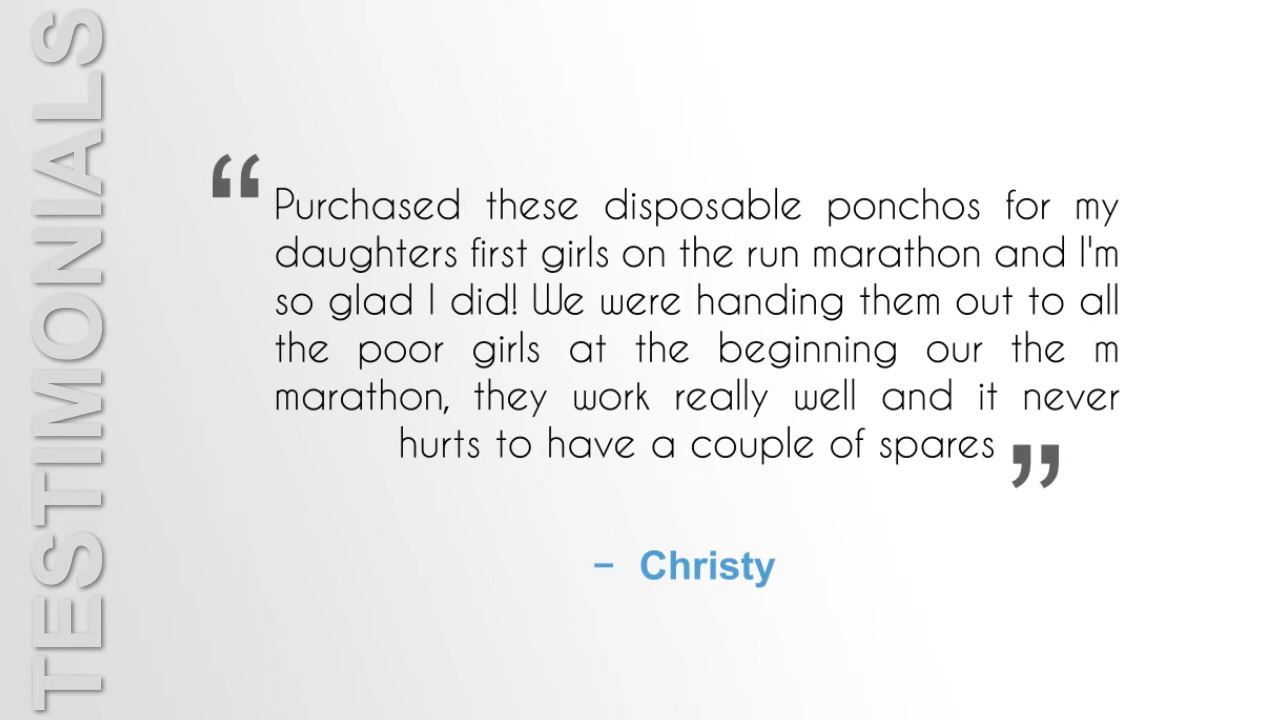 TESTIMONIALS
“Purchased these disposable ponchos for my
daughters first girls on the run marathon and I'm
so glad I did! We were handing them out to all
the poor girls at the beginning our the m
marathon, they work really well and it never
hurts to have a couple of spares”
– Christy